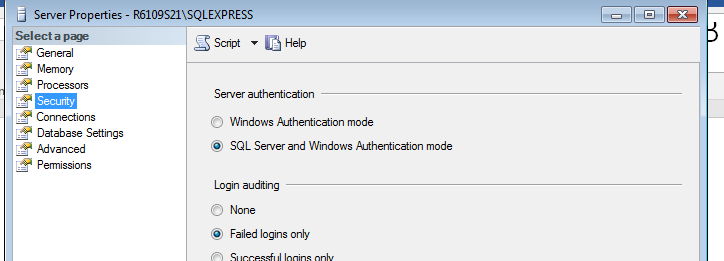 Server Properties - R6109S21\SQLEXPRESS
Select a page
General
Memory
Processors
Security
Connections
Database Settings
Advanced
Permissions
Script
Help
Server authentication
Windows Authentication mode
SQL Server and Windows Authentication mode
Login auditing
None
Failed logins only
Successful logins only